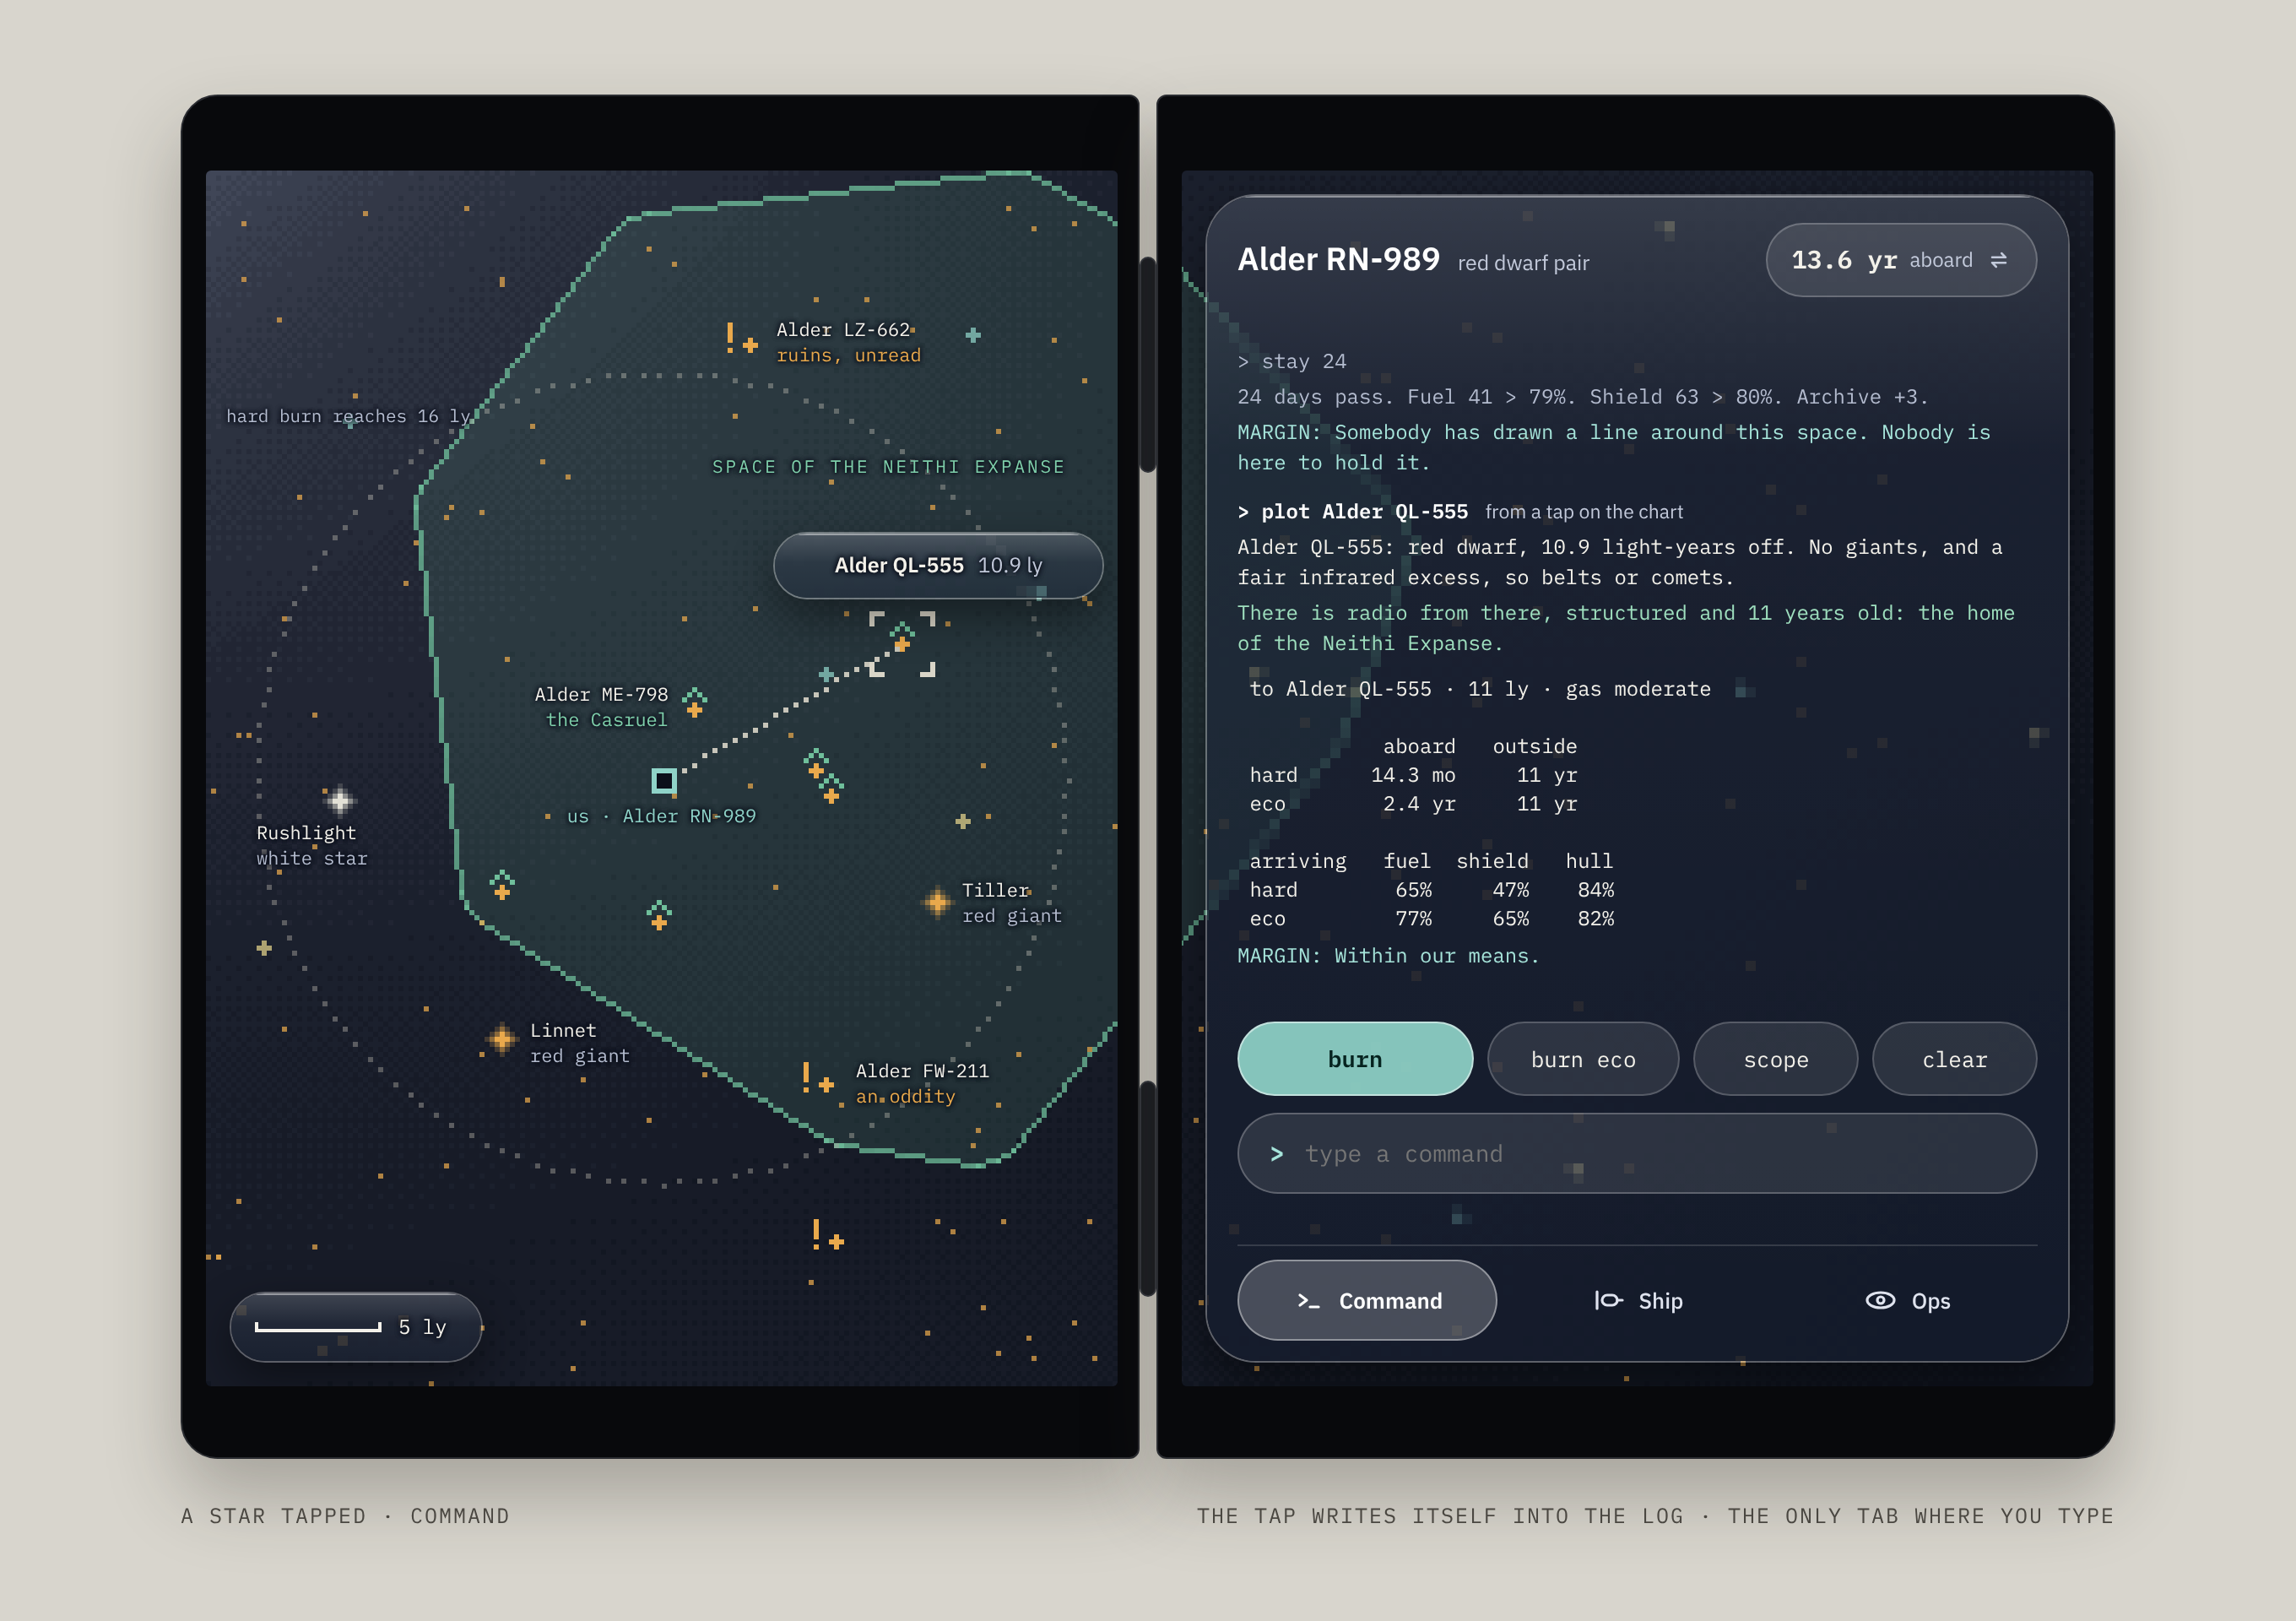 Alder LZ-662
ruins, unread
hard burn reaches 16 ly
SPACE OF THE NEITHI EXPANSE
Alder QL-555 10.9 ly
Alder ME-798
the Casruel
us · Alder RN-989
Rushlight
white star
Tiller
red giant
Linnet
red giant
Alder FW-211
an oddity
5 ly
Alder RN-989 red dwarf pair 13.6 yr aboard
> stay 24
24 days pass. Fuel 41 > 79%. Shield 63 > 80%. Archive +3.
MARGIN: Somebody has drawn a line around this space. Nobody is
here to hold it.
> plot Alder QL-555 from a tap on the chart
Alder QL-555: red dwarf, 10.9 light-years off. No giants, and a
fair infrared excess, so belts or comets.
There is radio from there, structured and 11 years old: the home
of the Neithi Expanse.
to Alder QL-555 · 11 ly · gas moderate
aboard outside
hard 14.3 mo 11 yr
eco 2.4 yr 11 yr
arriving fuel shield hull
hard 65% 47% 84%
eco 77% 65% 82%
MARGIN: Within our means.
burn burn eco scope clear
> type a command
Command Ship Ops
A STAR TAPPED · COMMAND
THE TAP WRITES ITSELF INTO THE LOG · THE ONLY TAB WHERE YOU TYPE